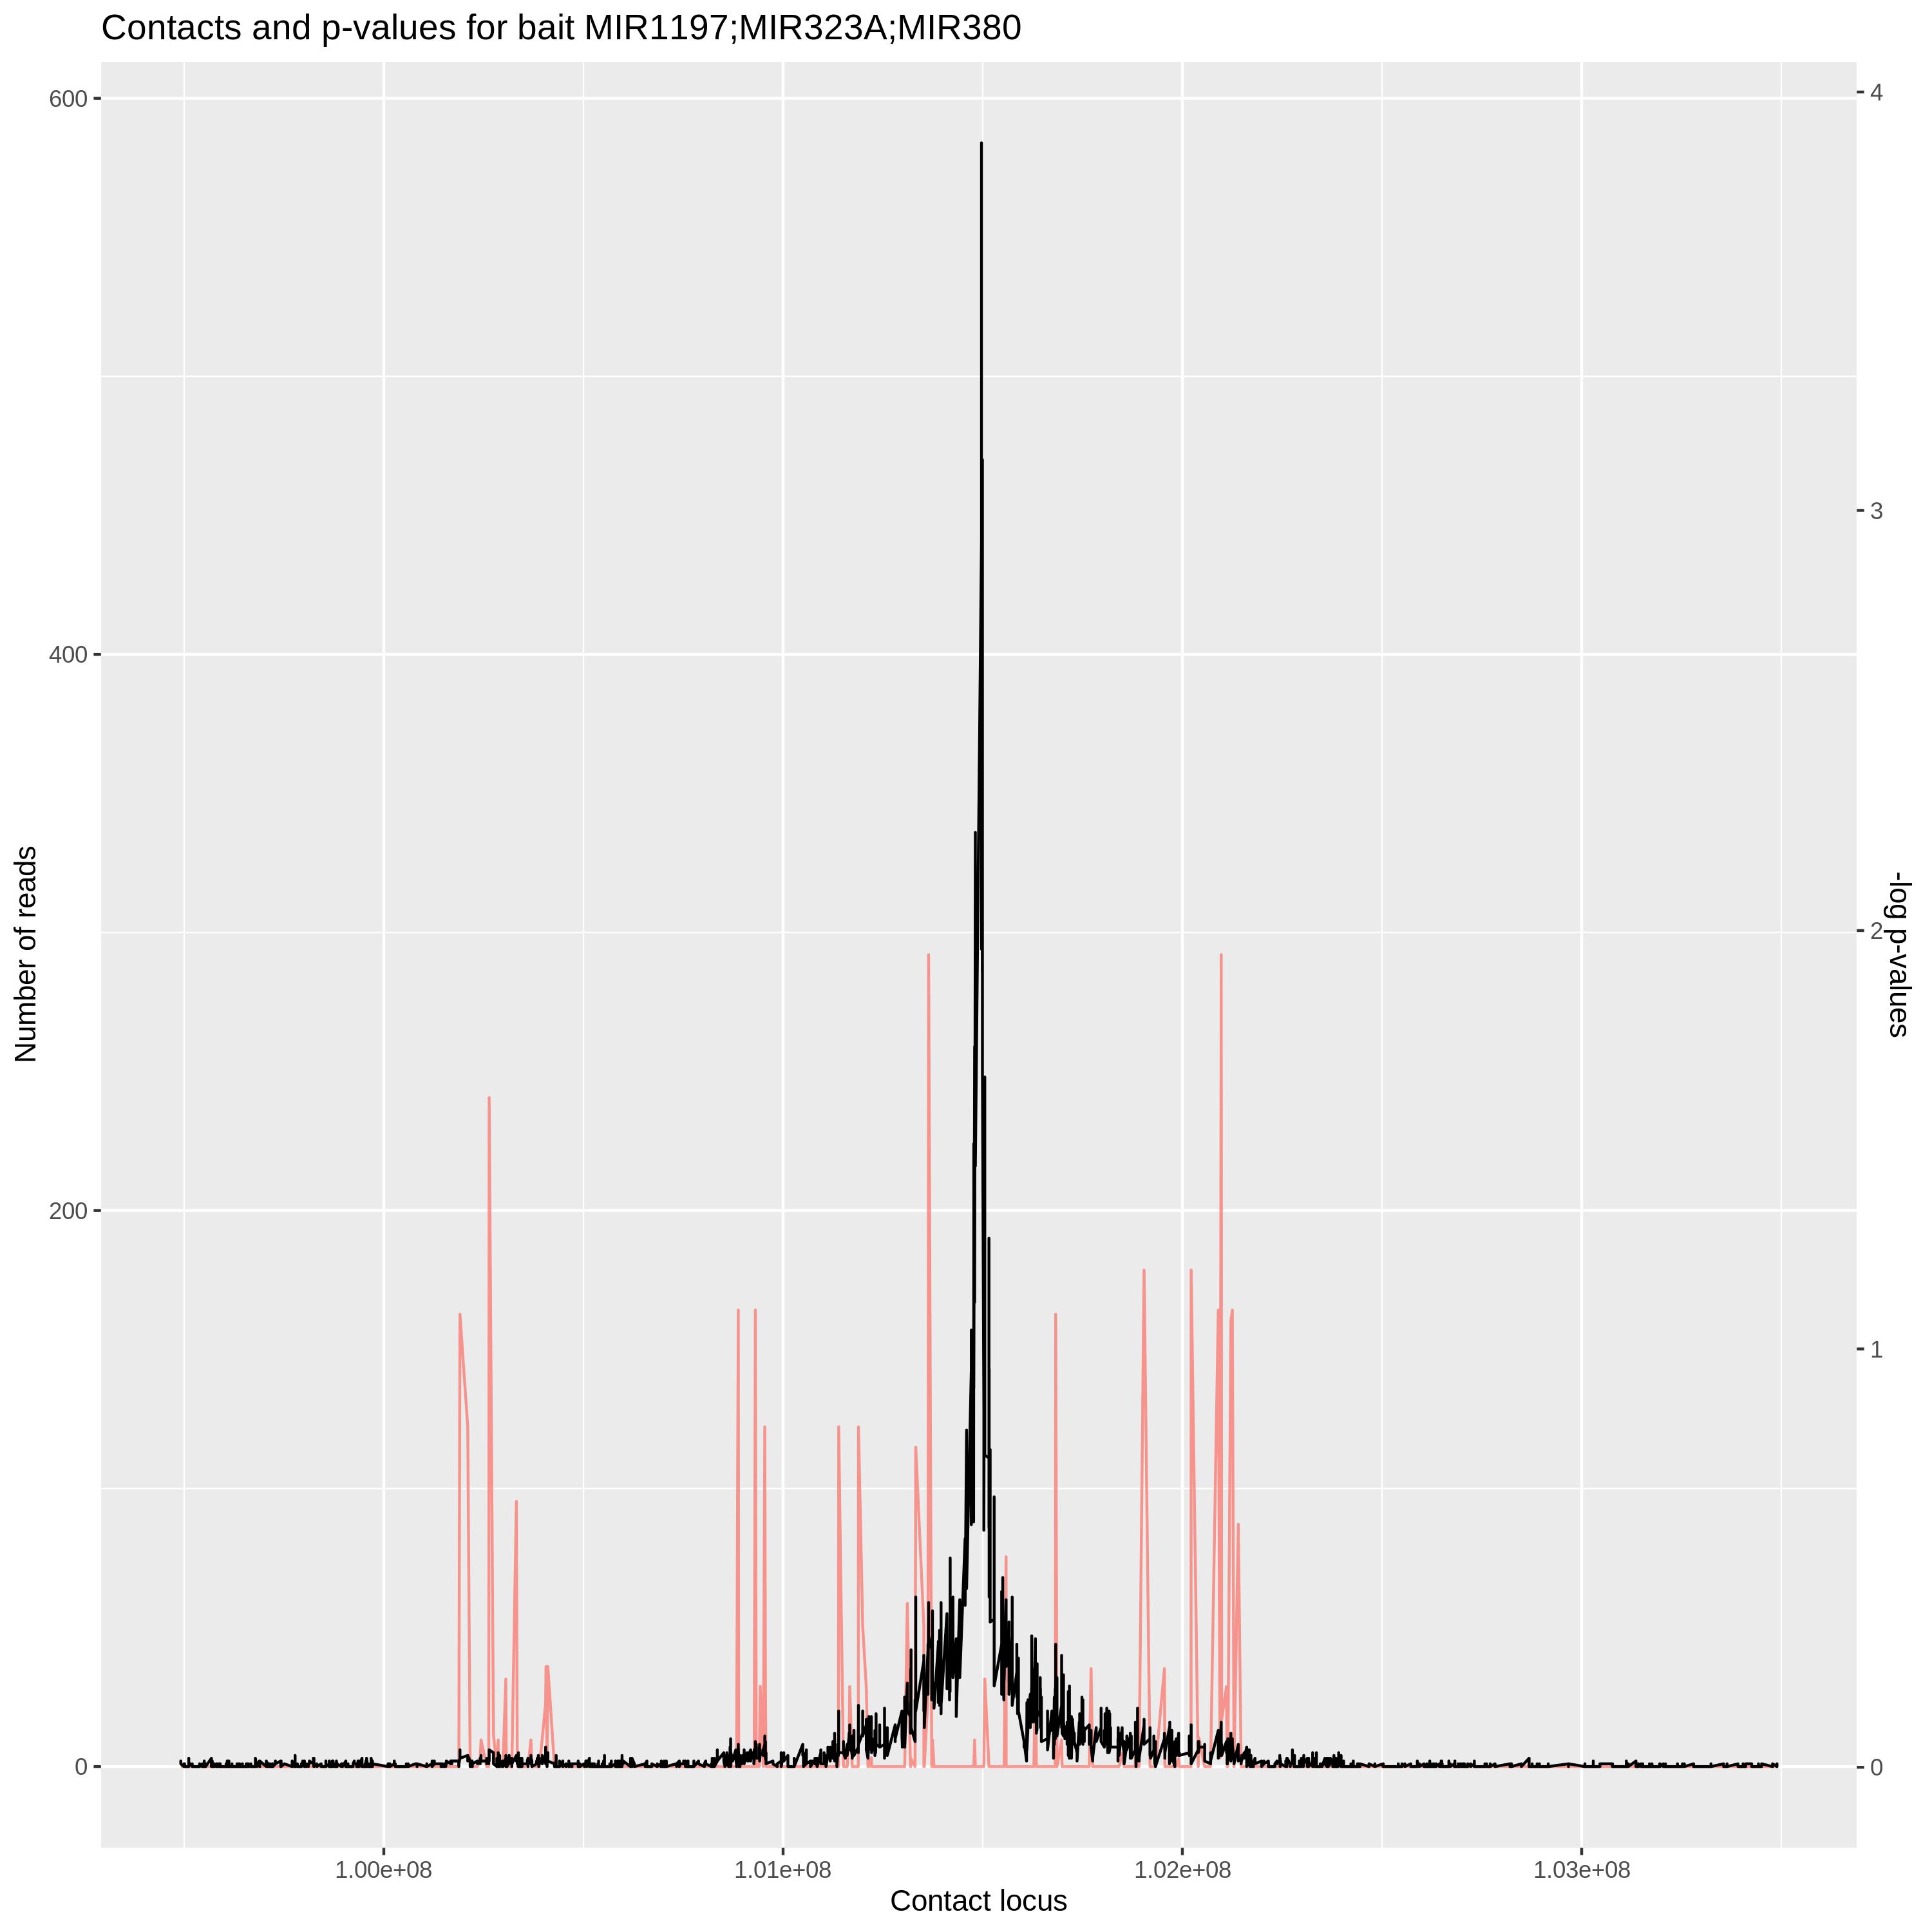 Contacts and p-values for bait MIR1197;MIR323A;MIR380
600
400
200
0
Number of reads
4
3
2
1
0
-log p-values
1.00e+08
1.01e+08
1.02e+08
1.03e+08
Contact locus